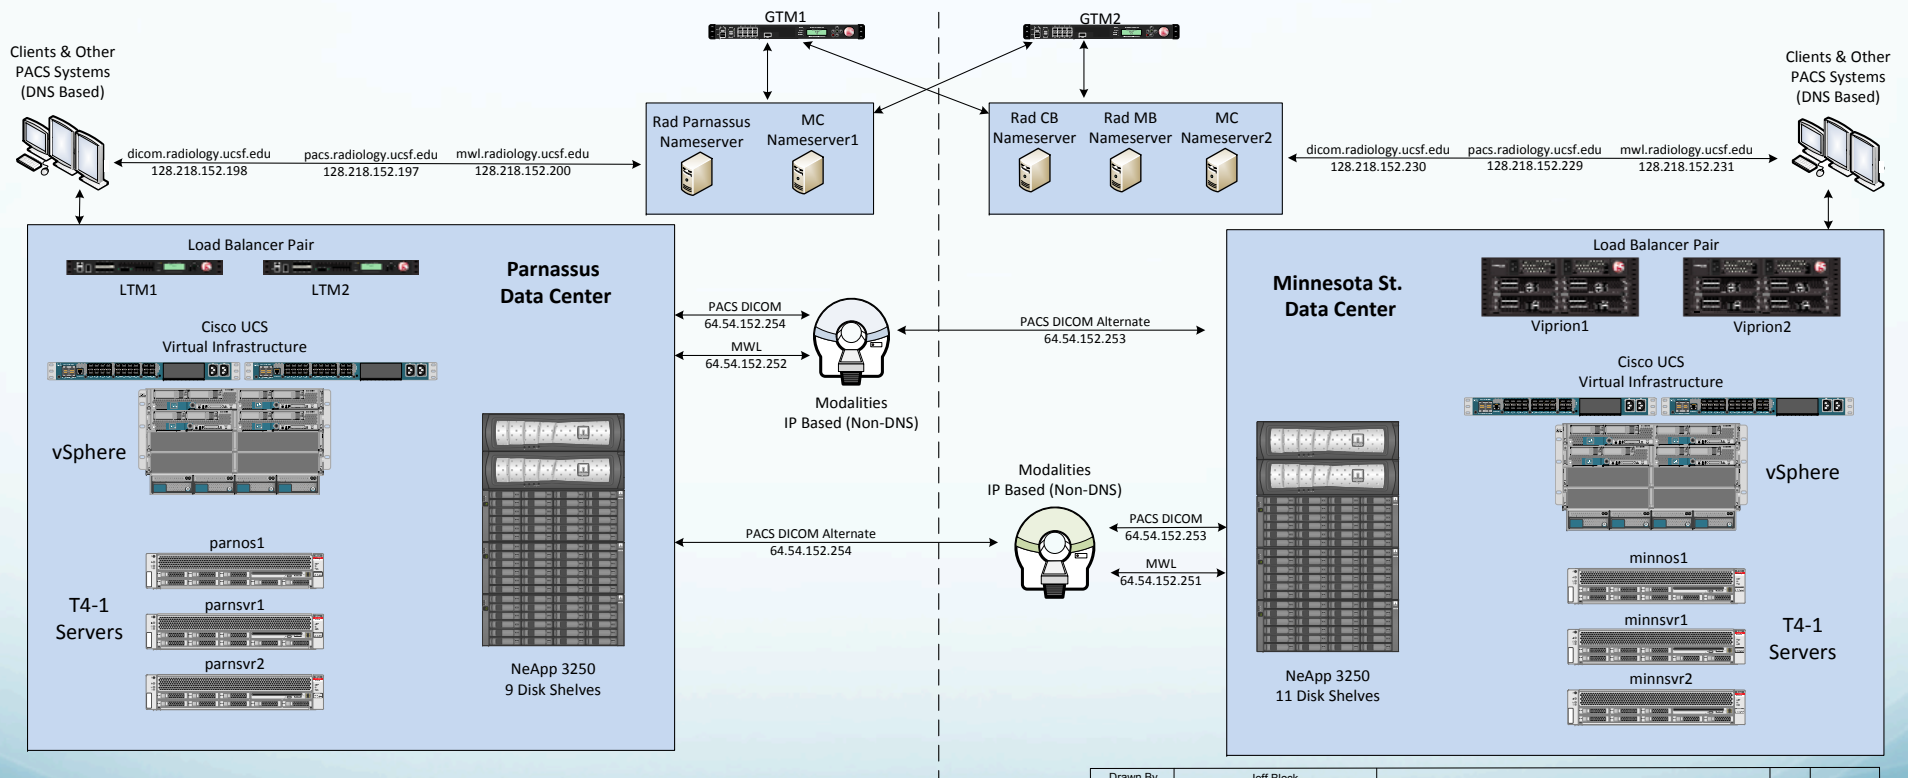 GTM1
GTM2
Clients & Other
PACS Systems
(DNS Based)
Clients & Other
PACS Systems
(DNS Based)
Rad Parnassus
Nameserver
MC
Nameserver1
Rad CB
Nameserver
Rad MB
Nameserver
MC
Nameserver2
dicom.radiology.ucsf.edu
128.218.152.198
pacs.radiology.ucsf.edu
128.218.152.197
mwl.radiology.ucsf.edu
128.218.152.200
dicom.radiology.ucsf.edu
128.218.152.230
pacs.radiology.ucsf.edu
128.218.152.229
mwl.radiology.ucsf.edu
128.218.152.231
Load Balancer Pair
LTM1
LTM2
Parnassus
Data Center
Cisco UCS
Virtual Infrastructure
vSphere
parnos1
T4-1
Servers
parnsvr1
parnsvr2
NeApp 3250
9 Disk Shelves
PACS DICOM
64.54.152.254
MWL
64.54.152.252
Modalities
IP Based (Non-DNS)
PACS DICOM Alternate
64.54.152.253
PACS DICOM Alternate
64.54.152.254
Modalities
IP Based (Non-DNS)
PACS DICOM
64.54.152.253
MWL
64.54.152.251
Minnesota St.
Data Center
Load Balancer Pair
Viprion1
Viprion2
Cisco UCS
Virtual Infrastructure
vSphere
NeApp 3250
11 Disk Shelves
minnos1
minnsvr1
T4-1
Servers
minnsvr2
Drawn By